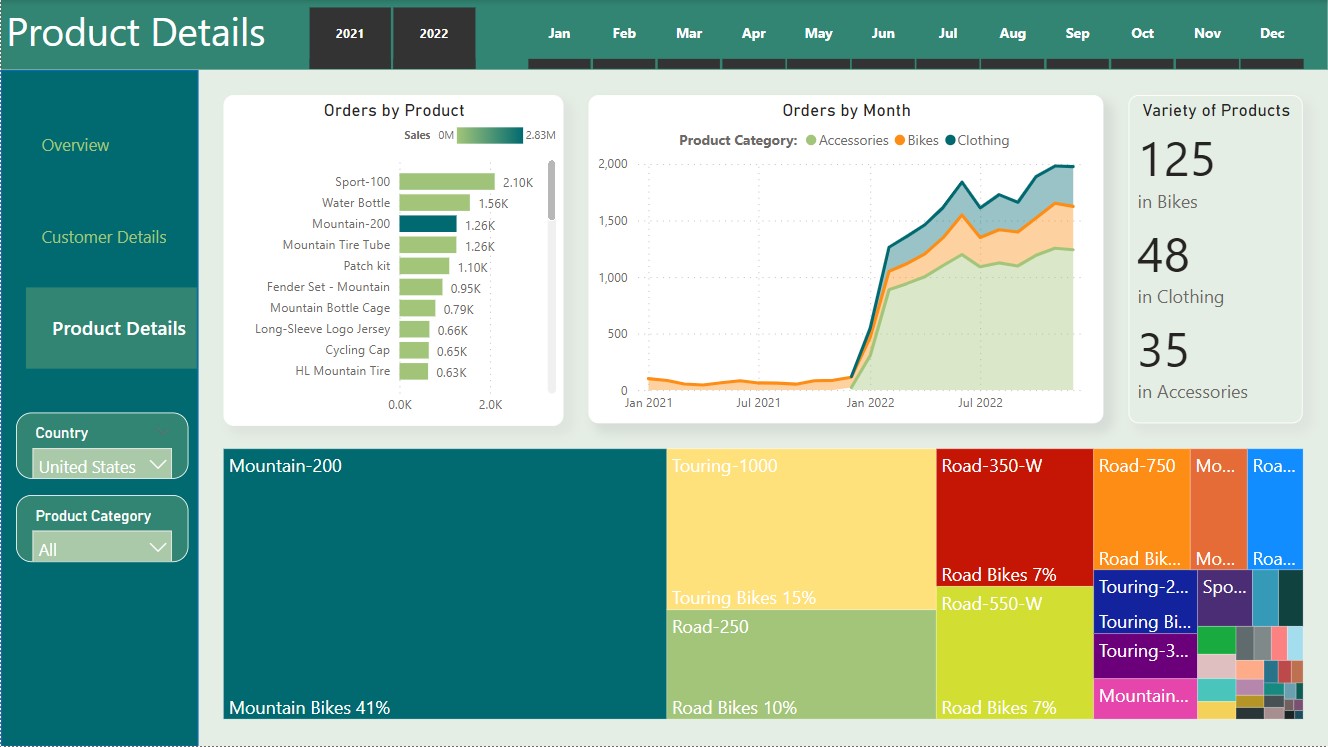 Product Details
2021
2022
Jan
Feb
Mar
Apr
May
Jun
Jul
Aug
Sep
Oct
Nov
Dec
Overview
Customer Details
Product Details
Country
United States
Product Category
All
Orders by Product
Sales 0M 2.83M
Sport-100 2.10K
Water Bottle 1.56K
Mountain-200 1.26K
Mountain Tire Tube 1.26K
Patch kit 1.10K
Fender Set - Mountain 0.95K
Mountain Bottle Cage 0.79K
Long-Sleeve Logo Jersey 0.66K
Cycling Cap 0.65K
HL Mountain Tire 0.63K
0.0K 2.0K
Orders by Month
Product Category: Accessories Bikes Clothing
2,000
1,500
1,000
500
0
Jan 2021 Jul 2021 Jan 2022 Jul 2022
Variety of Products
125
in Bikes
48
in Clothing
35
in Accessories
Mountain-200
Mountain Bikes 41%
Touring-1000
Touring Bikes 15%
Road-250
Road Bikes 10%
Road-350-W
Road Bikes 7%
Road-550-W
Road Bikes 7%
Road-750
Road Bik...
Mo...
Mo...
Roa...
Roa...
Touring-2...
Touring Bi...
Touring-3...
Mountain...
Spo...